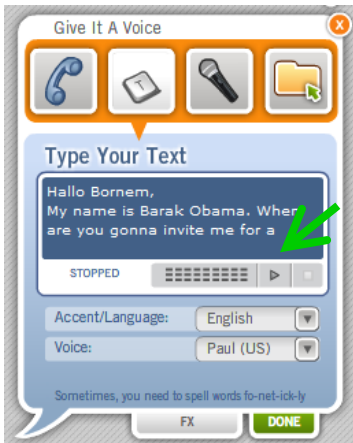 Give It A Voice
X
T
Type Your Text
Hallo Bornem,
My name is Barak Obama. When
are you gonna invite me for a
STOPPED
Accent/Language: English
Voice: Paul (US)
Sometimes, you need to spell words fo-net-ick-ly
FX DONE